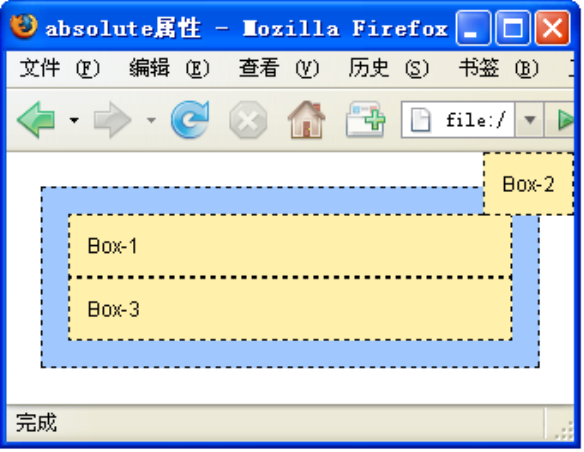 absolute属性 - Mozilla Firefox
文件 (F) 编辑 (E) 查看 (V) 历史 (S) 书签 (B)
file:/
Box-2
Box-1
Box-3
完成